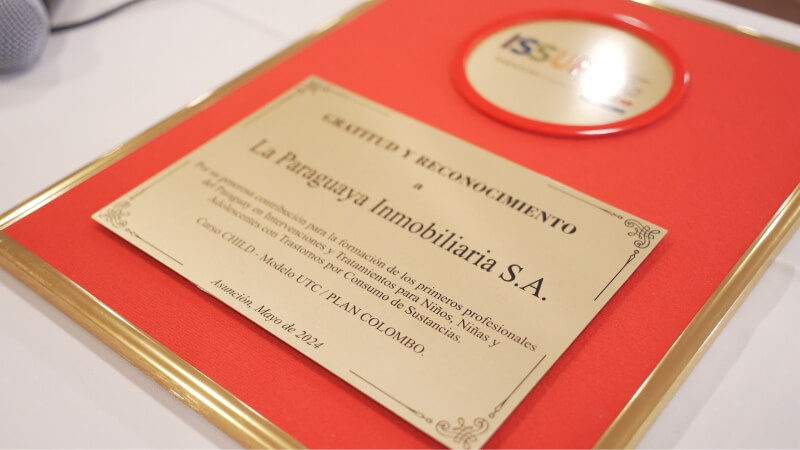 ISSUP
GRATITUD Y RECONOCIMIENTO
a
La Paraguaya Inmobiliaria S.A.
Por su generosa contribución para la formación de los primeros profesionales
del Paraguay en Intervenciones y Tratamientos para Niños, Niñas y
Adolescentes con Trastornos por Consumo de Sustancias.
Curso CHILD - Modelo UTC / PLAN COLOMBO.
Asunción, Mayo de 2024